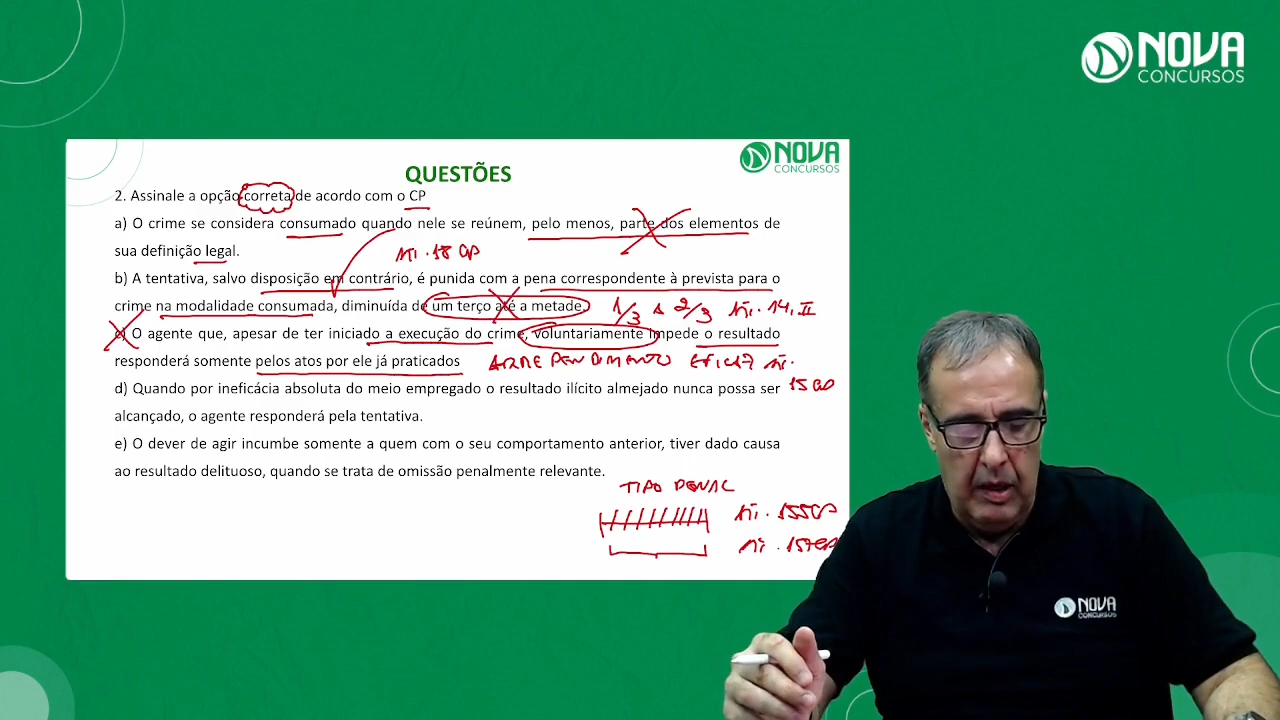 NOVA
CONCURSOS
NOVA
CONCURSOS
QUESTÕES
2. Assinale a opção correta de acordo com o CP
a) O crime se considera consumado quando nele se reúnem, pelo menos, parte dos elementos de
sua definição legal.
b) A tentativa, salvo disposição em contrário, é punida com a pena correspondente à prevista para o
crime na modalidade consumada, diminuída de um terço até a metade.
1/3 A 2/3 Art. 14, II
c) O agente que, apesar de ter iniciado a execução do crime, voluntariamente impede o resultado
responderá somente pelos atos por ele já praticados
ARREPENDIMENTO EFICAZ Art.
15 CP
d) Quando por ineficácia absoluta do meio empregado o resultado ilícito almejado nunca possa ser
alcançado, o agente responderá pela tentativa.
e) O dever de agir incumbe somente a quem com o seu comportamento anterior, tiver dado causa
ao resultado delituoso, quando se trata de omissão penalmente relevante.
TIPO PENAL
Art. 155 CP
Art. 157 CP
NOVA
CONCURSOS